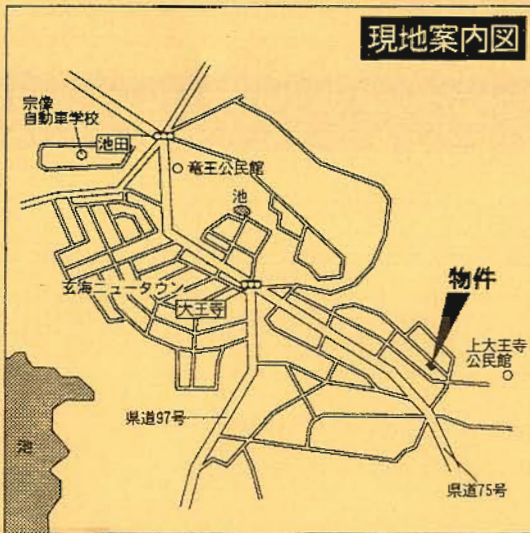 現地案内図
宗像
自動車学校
池田
竜王公民館
池
玄海ニュータウン
大王寺
物件
上大王寺
公民館
県道97号
池
県道75号